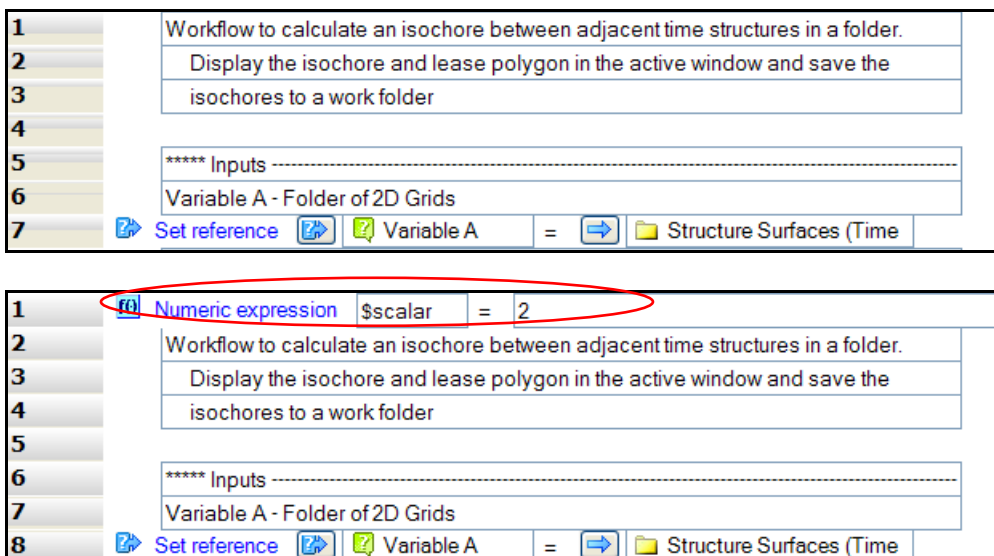 1 Workflow to calculate an isochore between adjacent time structures in a folder.
2 Display the isochore and lease polygon in the active window and save the
3 isochores to a work folder
4
5 ***** Inputs ----------------------------------------------------------------
6 Variable A - Folder of 2D Grids
7 Set reference ? ? Variable A = Structure Surfaces (Time
1 f() Numeric expression $scalar = 2
2 Workflow to calculate an isochore between adjacent time structures in a folder.
3 Display the isochore and lease polygon in the active window and save the
4 isochores to a work folder
5
6 ***** Inputs ----------------------------------------------------------------
7 Variable A - Folder of 2D Grids
8 Set reference ? ? Variable A = Structure Surfaces (Time